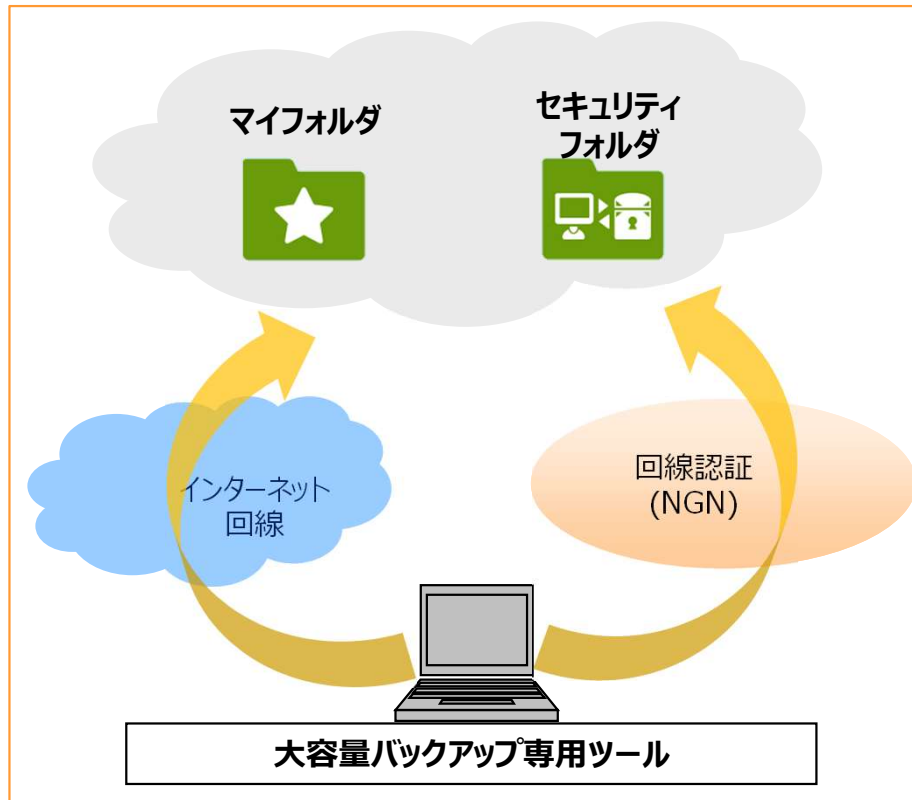 マイフォルダ
セキュリティ
フォルダ
インターネット
回線
回線認証
(NGN)
大容量バックアップ専用ツール